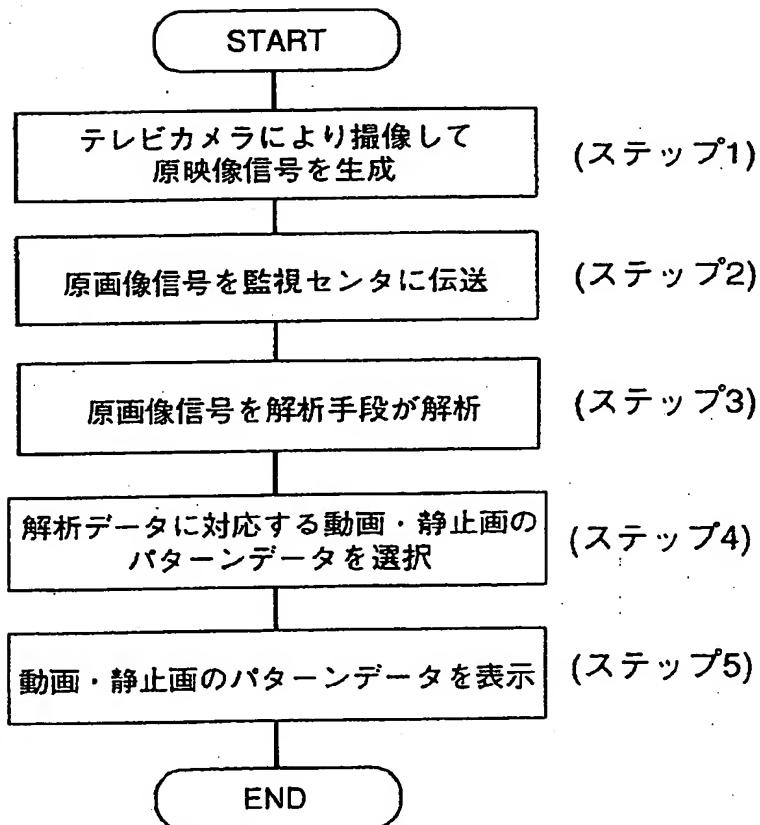 START
テレビカメラにより撮像して
原映像信号を生成
(ステップ1)
原画像信号を監視センタに伝送
(ステップ2)
原画像信号を解析手段が解析
(ステップ3)
解析データに対応する動画・静止画の
パターンデータを選択
(ステップ4)
動画・静止画のパターンデータを表示
(ステップ5)
END